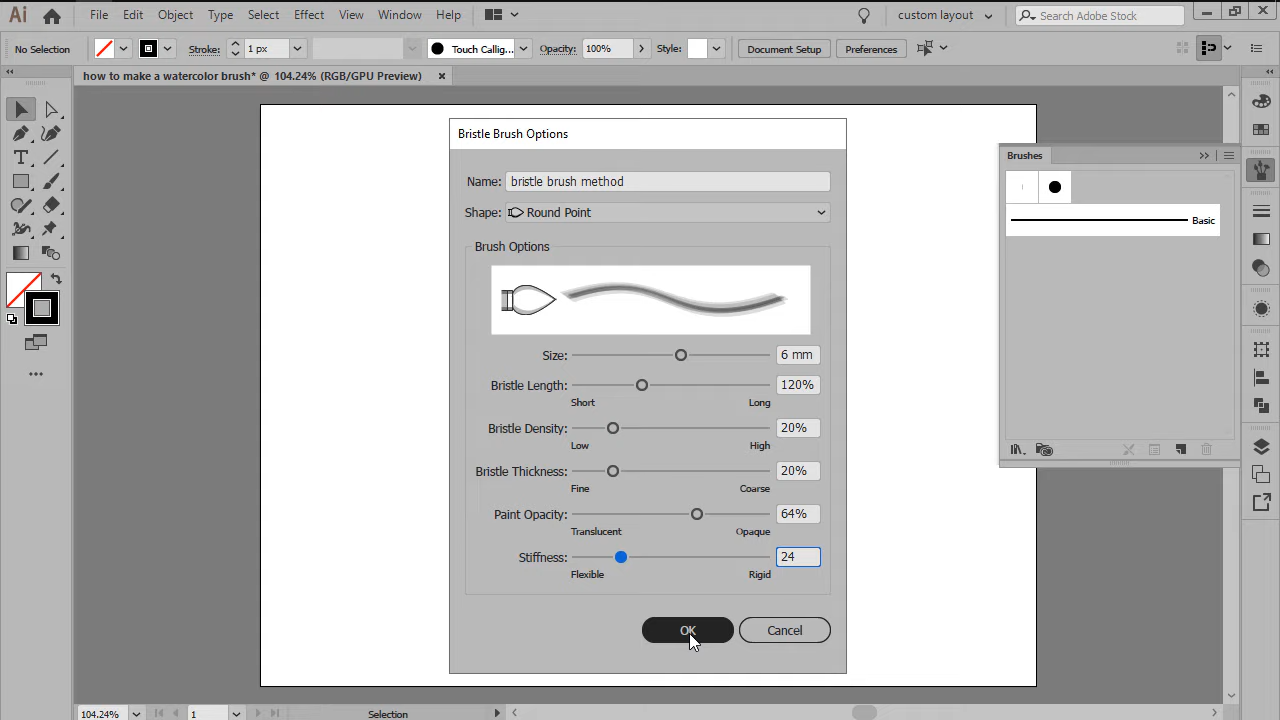 Ai File Edit Object Type Select Effect View Window Help custom layout Search Adobe Stock
No Selection Stroke: 1 px Touch Callig... Opacity: 100% Style: Document Setup Preferences
how to make a watercolor brush* @ 104.24% (RGB/GPU Preview)
Bristle Brush Options
Name: bristle brush method
Shape: Round Point
Brush Options
Size: 6 mm
Bristle Length: 120%
Short Long
Bristle Density: 20%
Low High
Bristle Thickness: 20%
Fine Coarse
Paint Opacity: 64%
Translucent Opaque
Stiffness: 24
Flexible Rigid
OK Cancel
Brushes
Basic
104.24% 1 Selection